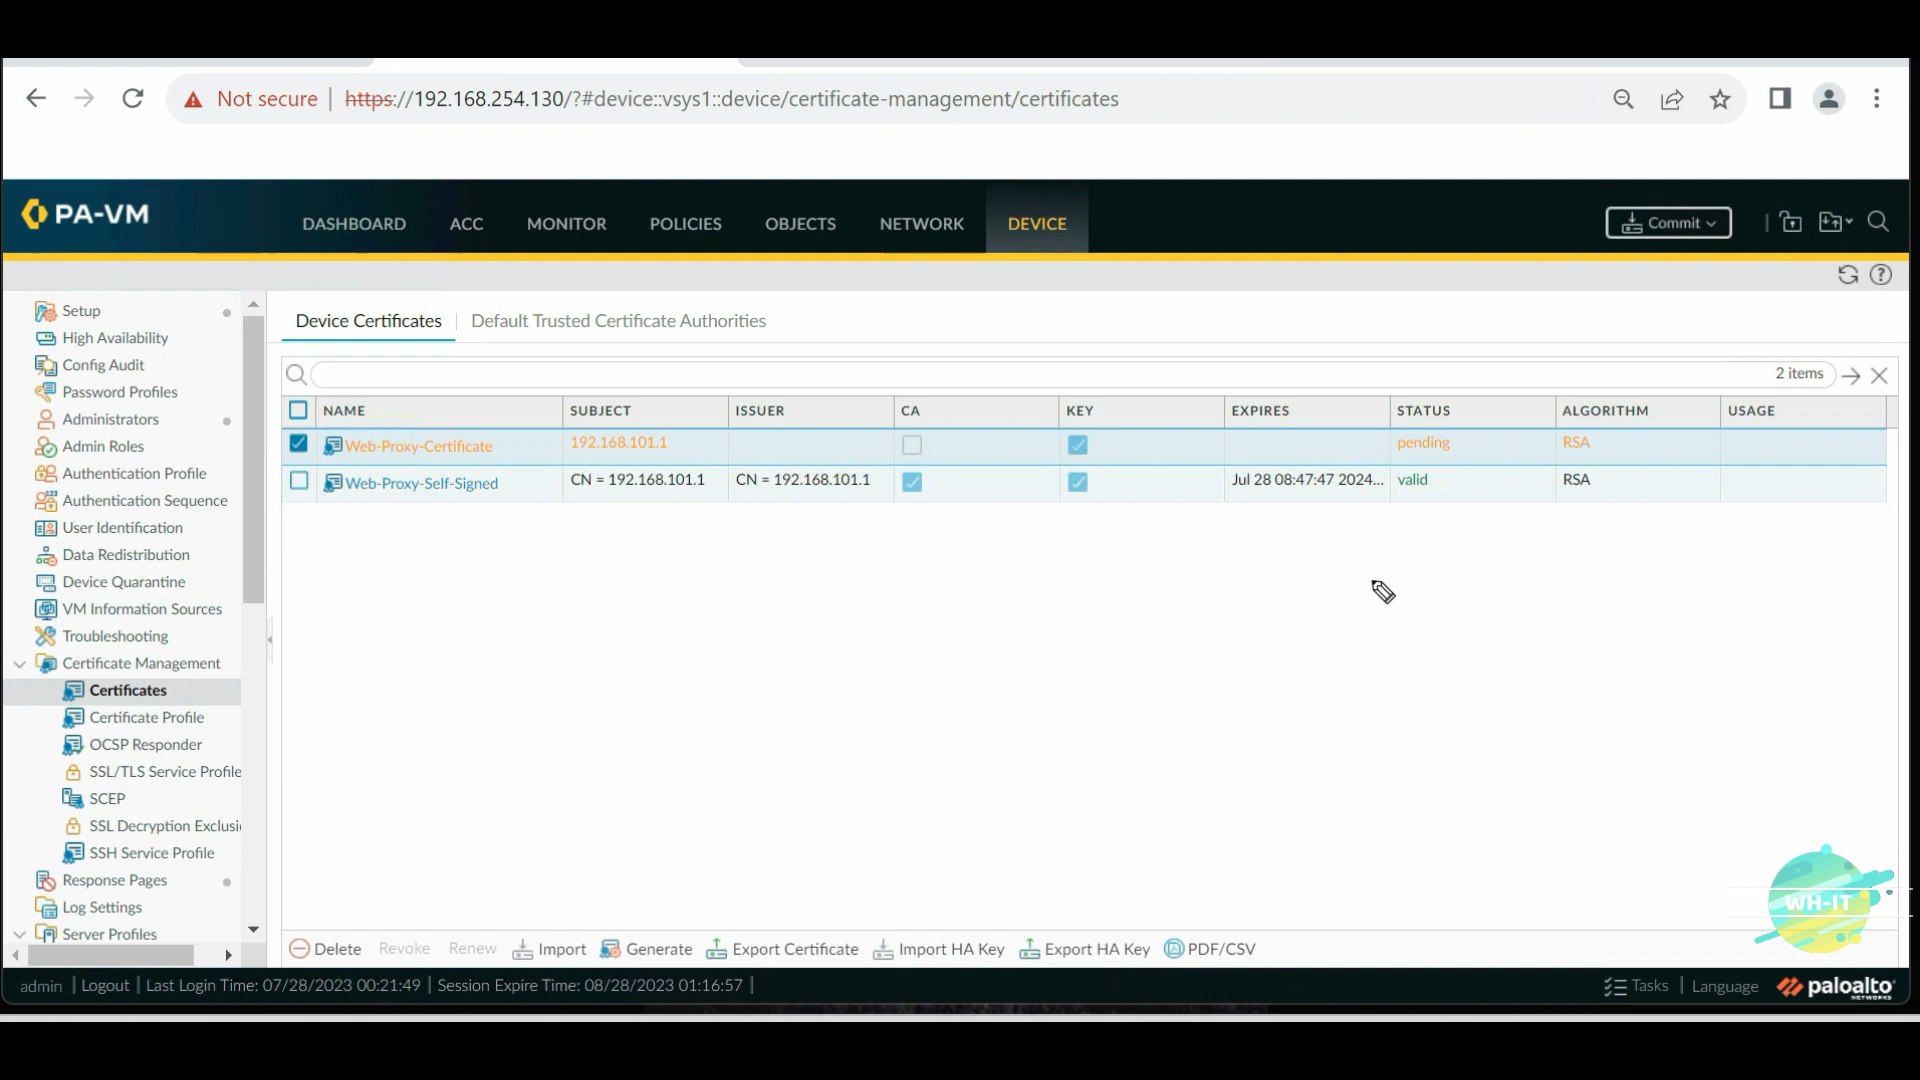 Not secure | https://192.168.254.130/?#device::vsys1::device/certificate-management/certificates
PA-VM
DASHBOARD ACC MONITOR POLICIES OBJECTS NETWORK DEVICE
Commit
Setup
High Availability
Config Audit
Password Profiles
Administrators
Admin Roles
Authentication Profile
Authentication Sequence
User Identification
Data Redistribution
Device Quarantine
VM Information Sources
Troubleshooting
Certificate Management
Certificates
Certificate Profile
OCSP Responder
SSL/TLS Service Profile
SCEP
SSL Decryption Exclusi
SSH Service Profile
Response Pages
Log Settings
Server Profiles
Device Certificates | Default Trusted Certificate Authorities
2 items
NAME SUBJECT ISSUER CA KEY EXPIRES STATUS ALGORITHM USAGE
Web-Proxy-Certificate 192.168.101.1 pending RSA
Web-Proxy-Self-Signed CN = 192.168.101.1 CN = 192.168.101.1 Jul 28 08:47:47 2024... valid RSA
WH-IT
Delete Revoke Renew Import Generate Export Certificate Import HA Key Export HA Key PDF/CSV
admin | Logout | Last Login Time: 07/28/2023 00:21:49 | Session Expire Time: 08/28/2023 01:16:57 |
Tasks | Language paloalto NETWORKS